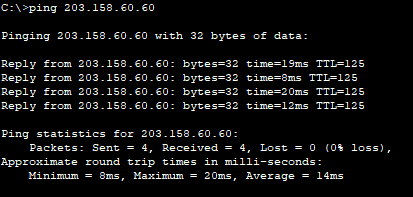 C:\>ping 203.158.60.60
Pinging 203.158.60.60 with 32 bytes of data:
Reply from 203.158.60.60: bytes=32 time=19ms TTL=125
Reply from 203.158.60.60: bytes=32 time=8ms TTL=125
Reply from 203.158.60.60: bytes=32 time=20ms TTL=125
Reply from 203.158.60.60: bytes=32 time=12ms TTL=125
Ping statistics for 203.158.60.60:
    Packets: Sent = 4, Received = 4, Lost = 0 (0% loss),
Approximate round trip times in milli-seconds:
    Minimum = 8ms, Maximum = 20ms, Average = 14ms